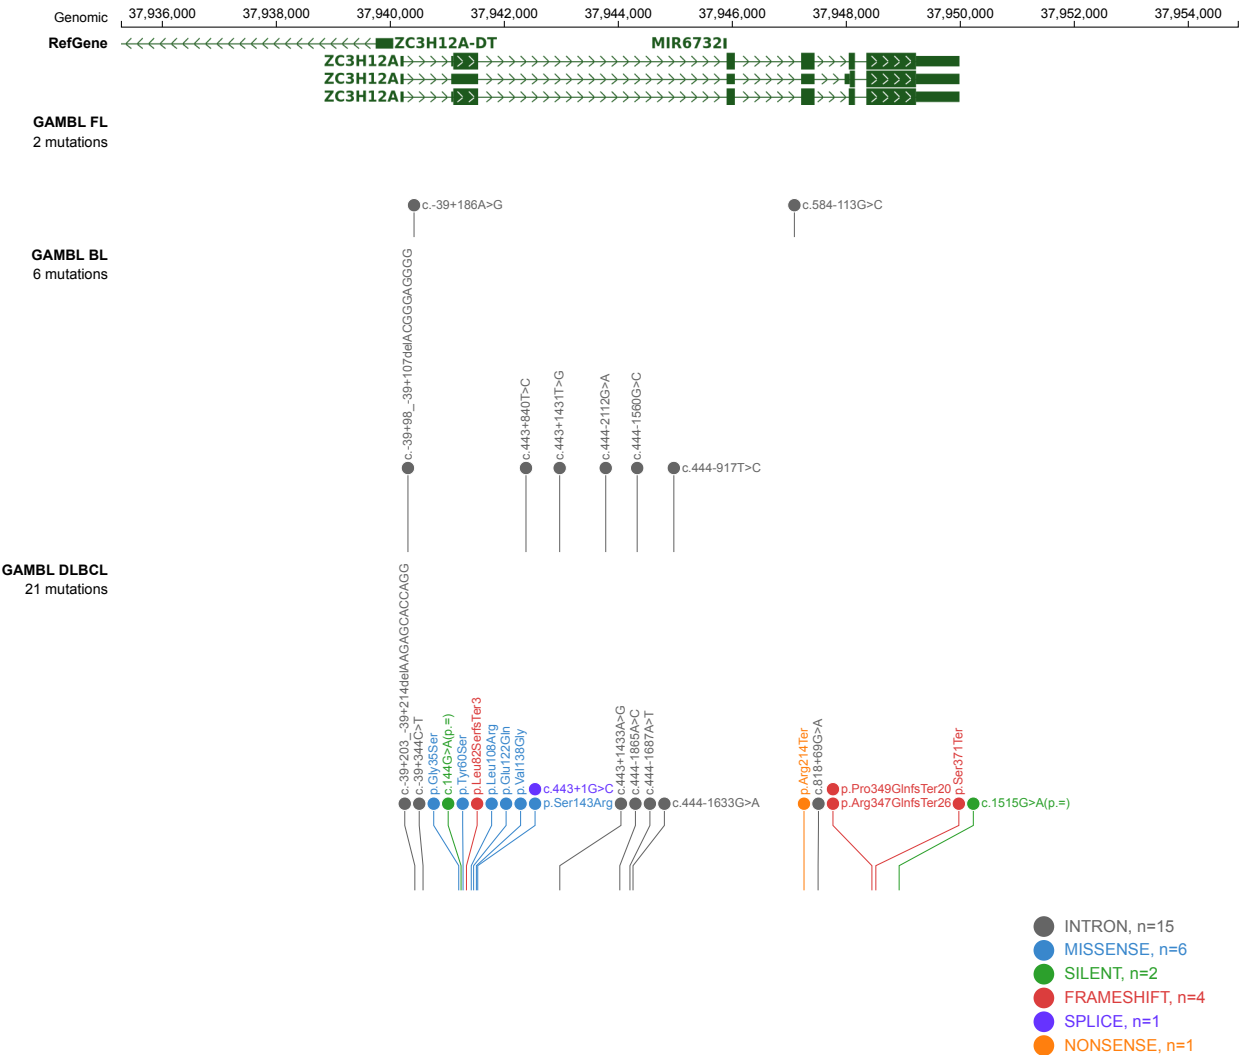 Genomic
37,936,000 37,938,000 37,940,000 37,942,000 37,944,000 37,946,000 37,948,000 37,950,000 37,952,000 37,954,000
RefGene
ZC3H12A-DT
MIR6732
ZC3H12A
ZC3H12A
ZC3H12A
GAMBL FL
2 mutations
c.-39+186A>G
c.584-113G>C
GAMBL BL
6 mutations
c.-39+98_-39+107delACGGGAGGGG
c.443+840T>C
c.443+1431T>G
c.444-2112G>A
c.444-1560G>C
c.444-917T>C
GAMBL DLBCL
21 mutations
c.-39+203_-39+214delAAGAGCACCAGG
c.-39+344C>T
p.Gly35Ser
c.144G>A(p.=)
p.Tyr60Ser
p.Leu82SerfsTer3
p.Leu108Arg
p.Glu122Gln
p.Val138Gly
c.443+1G>C
p.Ser143Arg
c.443+1433A>G
c.444-1865A>C
c.444-1687A>T
c.444-1633G>A
p.Arg214Ter
c.818+69G>A
p.Pro349GlnfsTer20
p.Arg347GlnfsTer26
p.Ser371Ter
c.1515G>A(p.=)
INTRON, n=15
MISSENSE, n=6
SILENT, n=2
FRAMESHIFT, n=4
SPLICE, n=1
NONSENSE, n=1